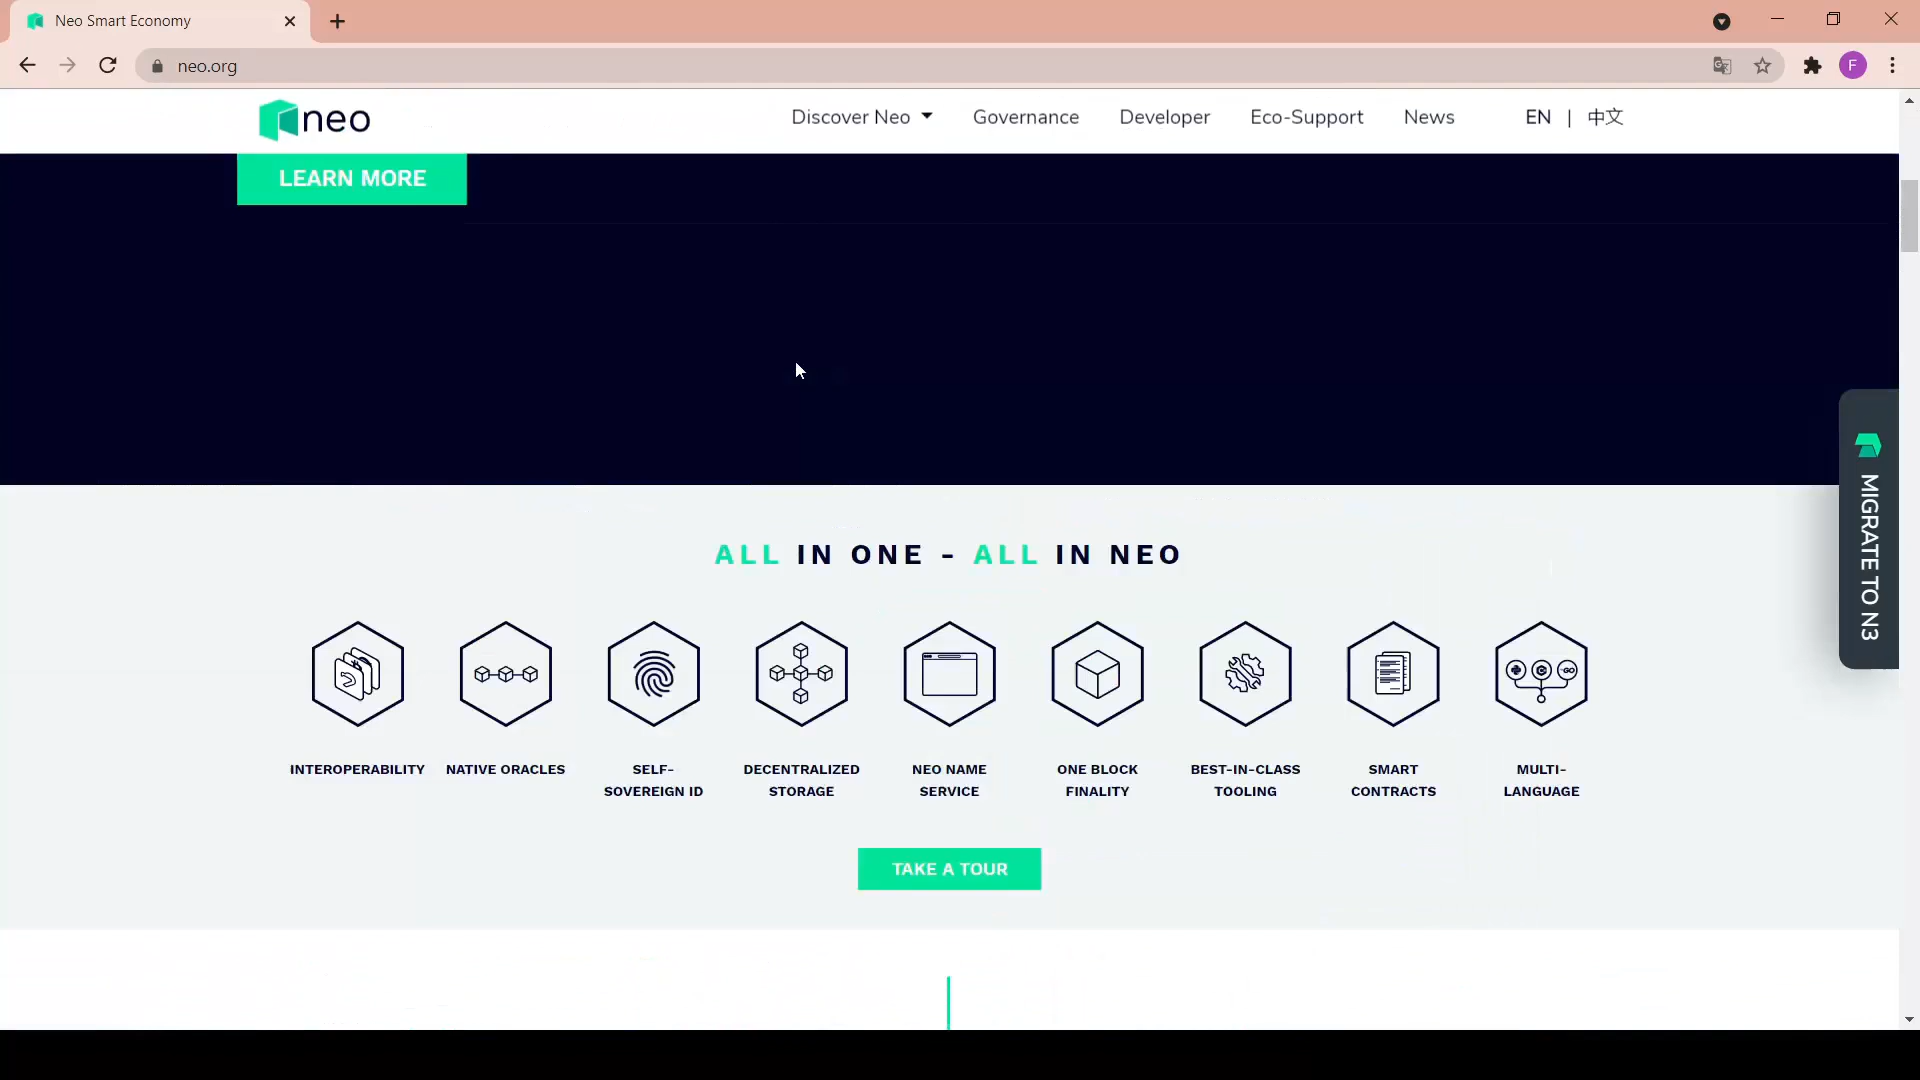 Neo Smart Economy
neo.org
F
neo
Discover Neo
Governance
Developer
Eco-Support
News
EN | 中文
LEARN MORE
MIGRATE TO N3
ALL IN ONE - ALL IN NEO
INTEROPERABILITY
NATIVE ORACLES
SELF-
SOVEREIGN ID
DECENTRALIZED
STORAGE
NEO NAME
SERVICE
ONE BLOCK
FINALITY
BEST-IN-CLASS
TOOLING
SMART
CONTRACTS
MULTI-
LANGUAGE
TAKE A TOUR